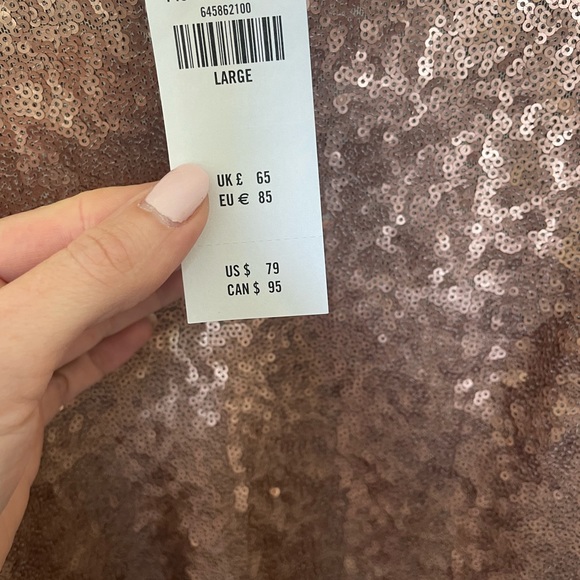 645862100
LARGE
UK £ 65
EU € 85
US $ 79
CAN $ 95